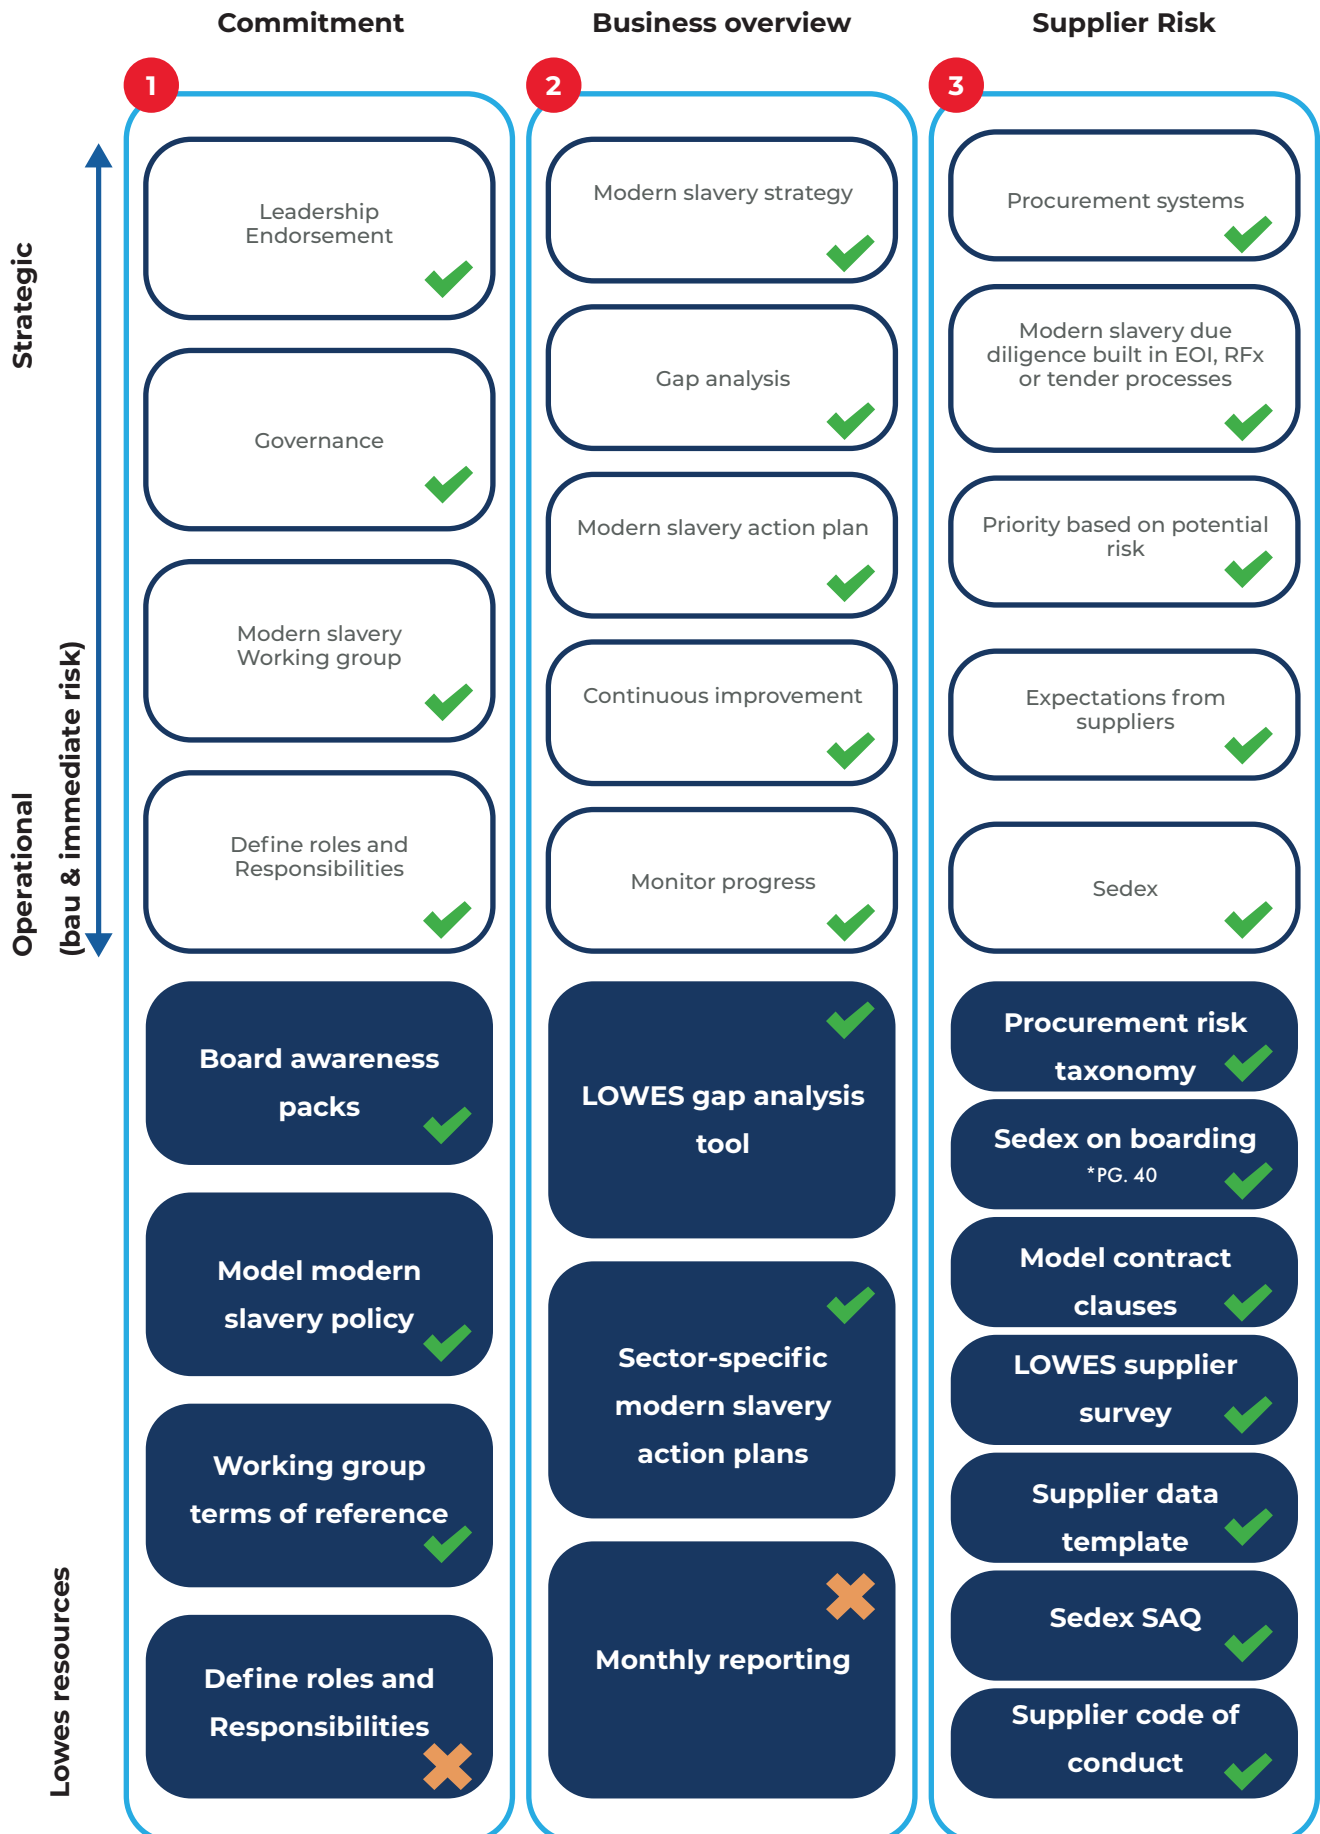 Commitment
Business overview
Supplier Risk
1
2
3
Strategic
Operational
(bau & immediate risk)
Lowes resources
Leadership
Endorsement
Governance
Modern slavery
Working group
Define roles and
Responsibilities
Board awareness
packs
Model modern
slavery policy
Working group
terms of reference
Define roles and
Responsibilities
Modern slavery strategy
Gap analysis
Modern slavery action plan
Continuous improvement
Monitor progress
LOWES gap analysis
tool
Sector-specific
modern slavery
action plans
Monthly reporting
Procurement systems
Modern slavery due
diligence built in EOI, RFx
or tender processes
Priority based on potential
risk
Expectations from
suppliers
Sedex
Procurement risk
taxonomy
Sedex on boarding
*PG. 40
Model contract
clauses
LOWES supplier
survey
Supplier data
template
Sedex SAQ
Supplier code of
conduct